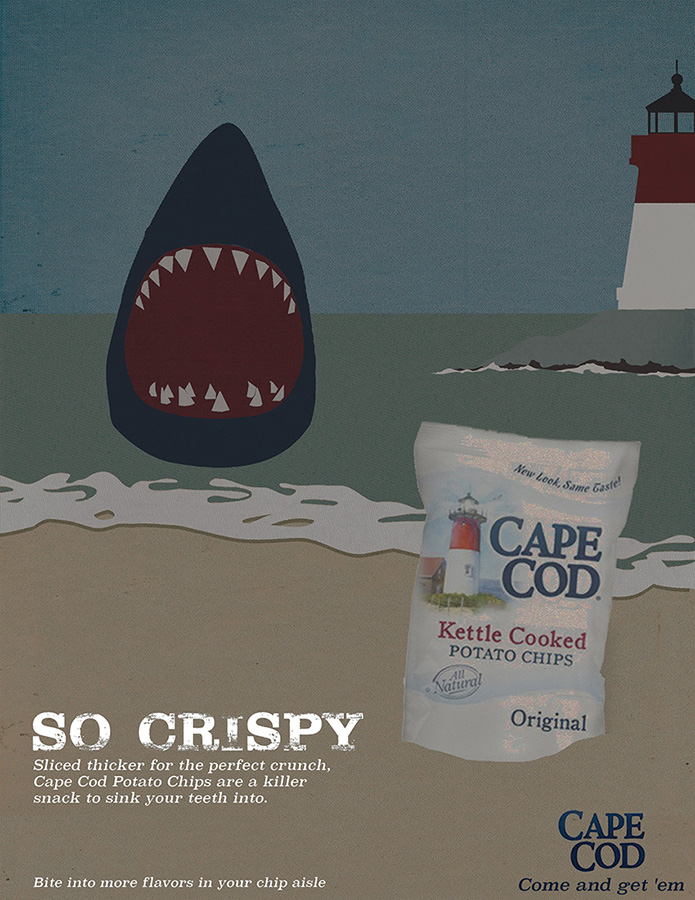 New Look, Same Taste!
CAPE
COD®
Kettle Cooked
POTATO CHIPS
All
Natural
Original
SO CRISPY
Sliced thicker for the perfect crunch,
Cape Cod Potato Chips are a killer
snack to sink your teeth into.
CAPE
COD
Bite into more flavors in your chip aisle
Come and get 'em